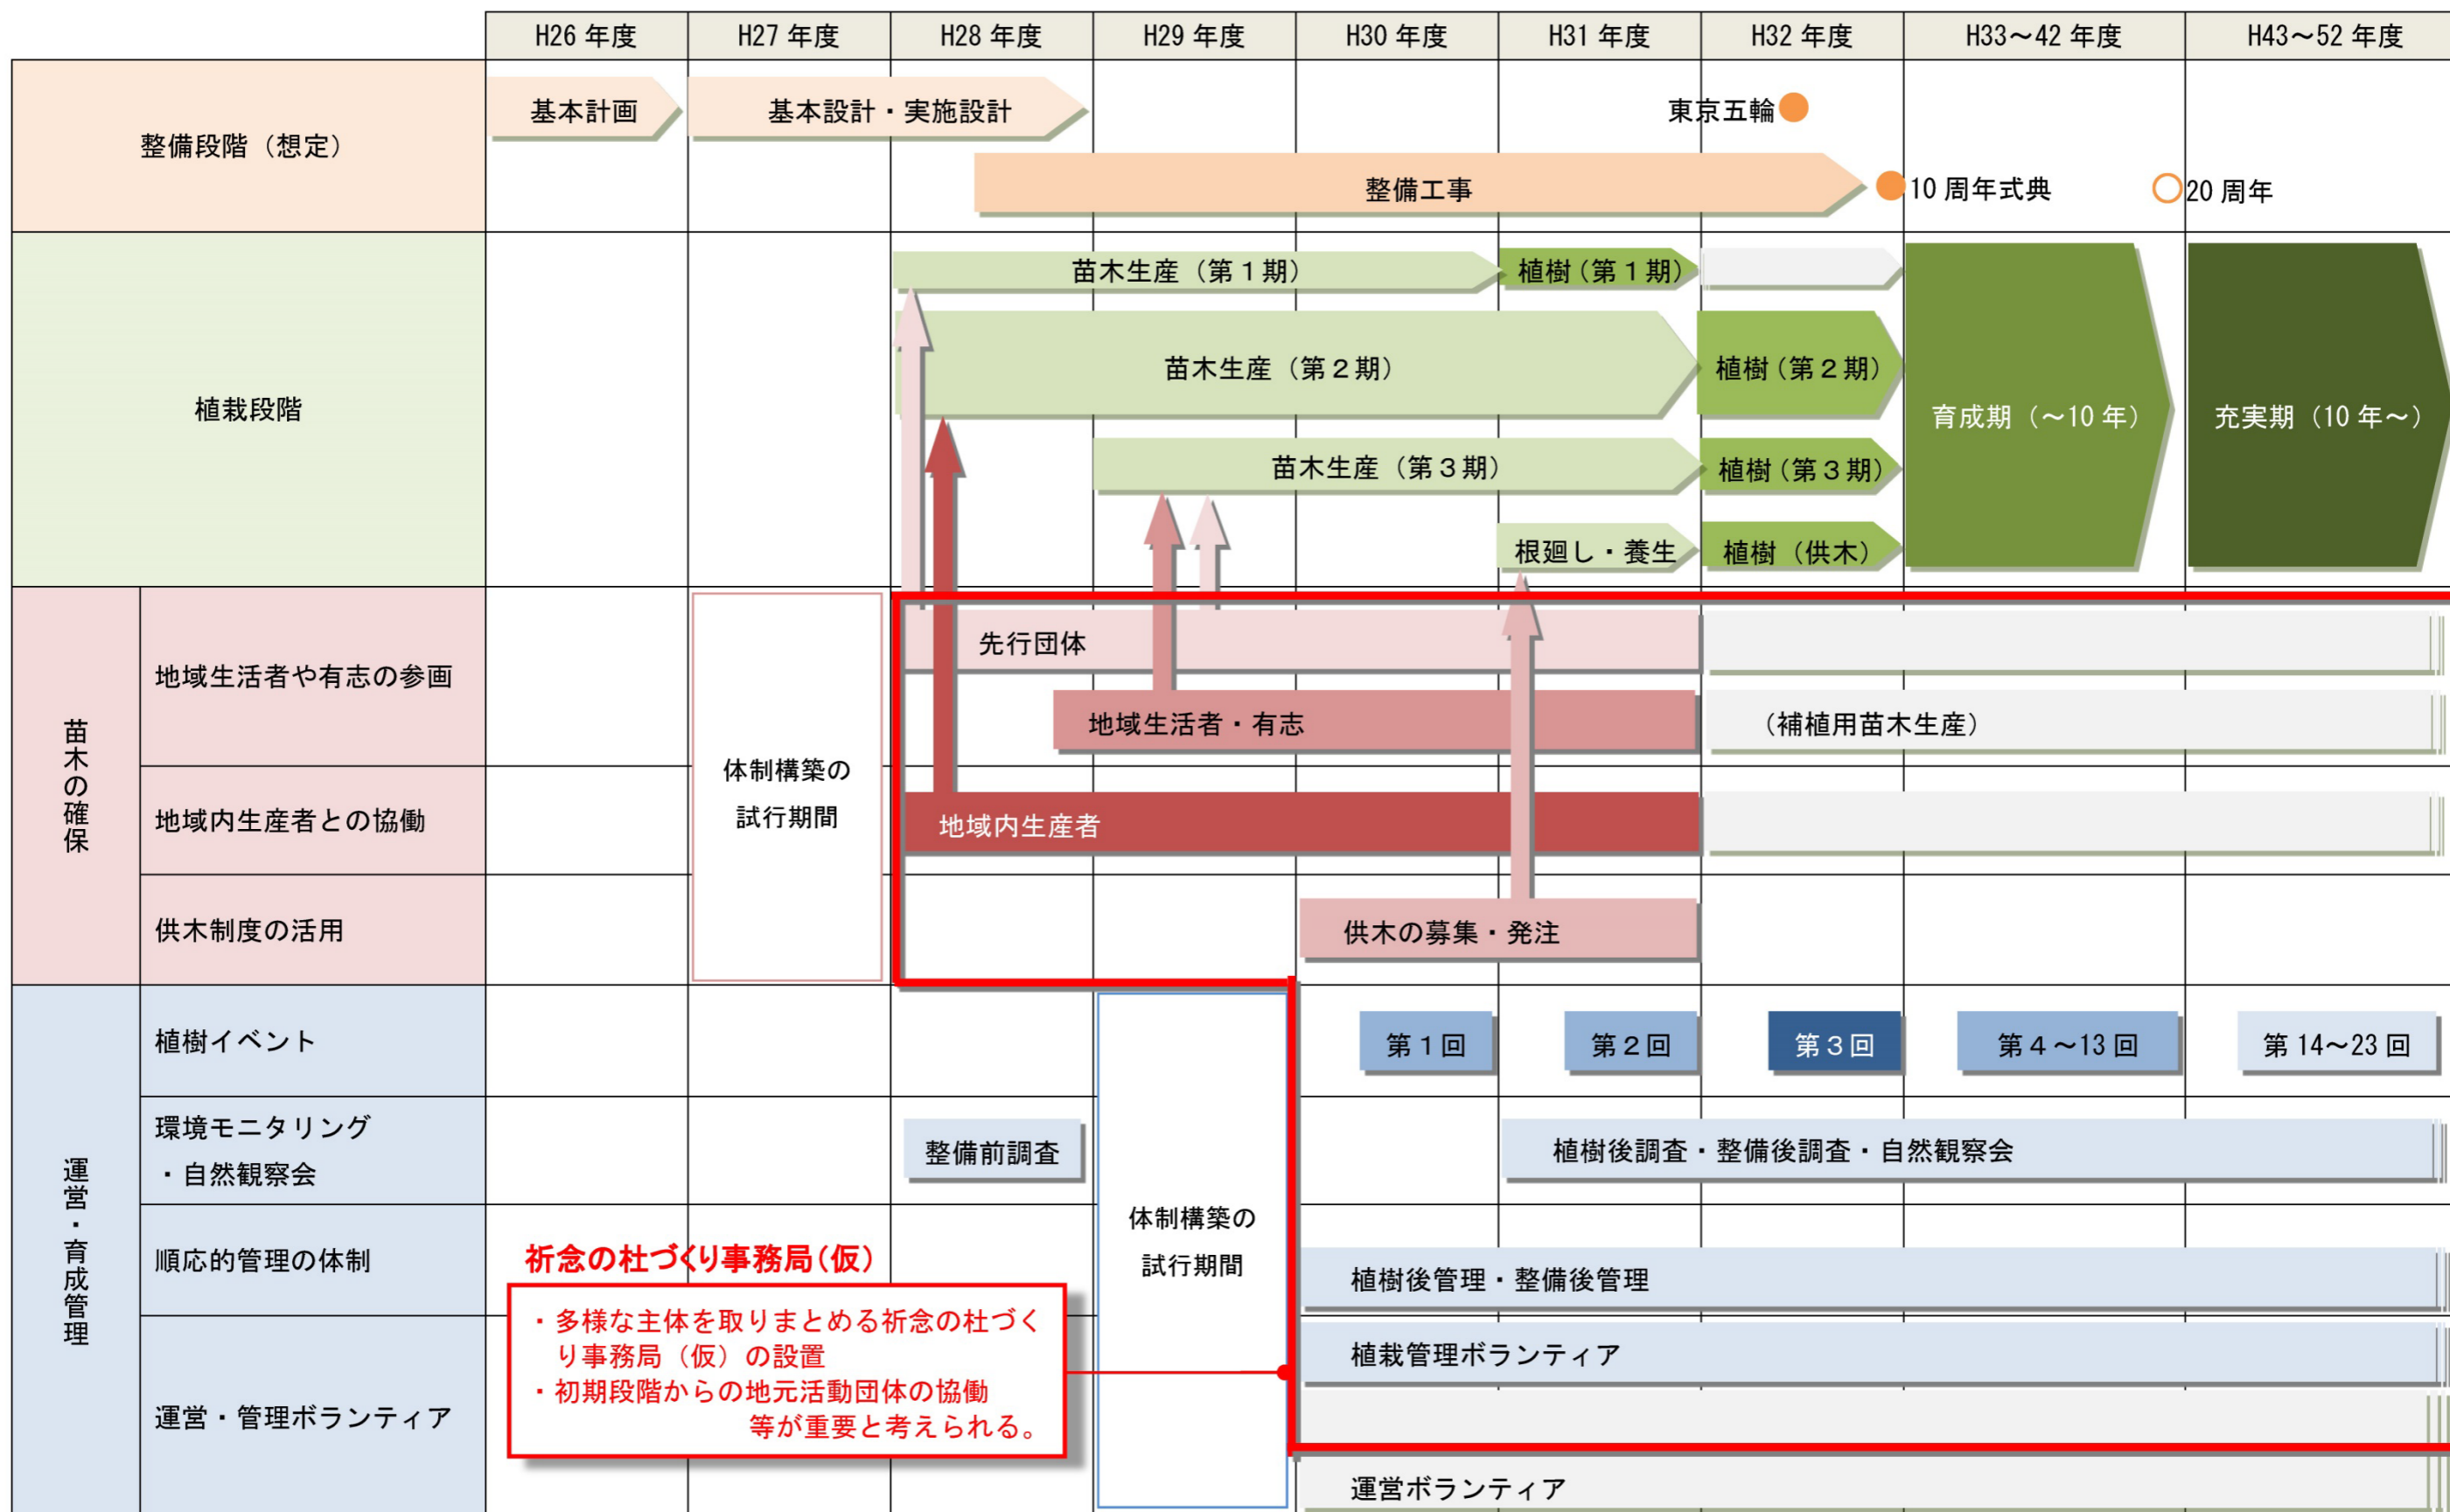 H26 年度
H27 年度
H28 年度
H29 年度
H30 年度
H31 年度
H32 年度
H33～42 年度
H43～52 年度
整備段階（想定）
基本計画
基本設計・実施設計
東京五輪
整備工事
10 周年式典
20 周年
植栽段階
苗木生産（第１期）
植樹（第１期）
苗木生産（第２期）
植樹（第２期）
苗木生産（第３期）
植樹（第３期）
根廻し・養生
植樹（供木）
育成期（～10 年）
充実期（10 年～）
苗木の確保
地域生活者や有志の参画
体制構築の
試行期間
先行団体
地域生活者・有志
（補植用苗木生産）
地域内生産者との協働
地域内生産者
供木制度の活用
供木の募集・発注
運営・育成管理
植樹イベント
第１回
第２回
第３回
第４～13 回
第 14～23 回
環境モニタリング
・自然観察会
整備前調査
体制構築の
試行期間
植樹後調査・整備後調査・自然観察会
順応的管理の体制
植樹後管理・整備後管理
祈念の杜づくり事務局（仮）
・多様な主体を取りまとめる祈念の杜づく
り事務局（仮）の設置
・初期段階からの地元活動団体の協働
等が重要と考えられる。
運営・管理ボランティア
植栽管理ボランティア
運営ボランティア